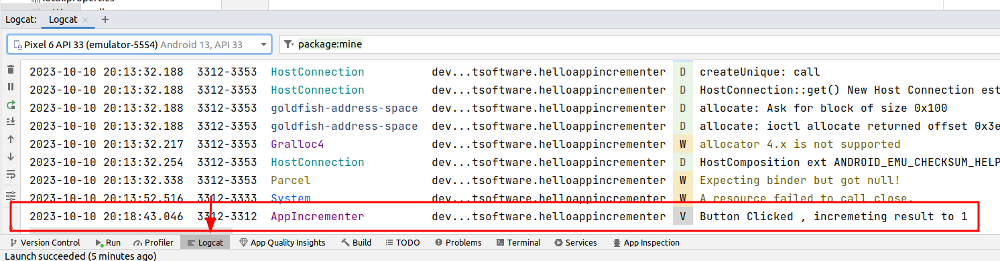 Logcat: Logcat × +
Pixel 6 API 33 (emulator-5554) Android 13, API 33 package:mine
2023-10-10 20:13:32.188 3312-3353 HostConnection dev...tsoftware.helloappincrementer D createUnique: call
2023-10-10 20:13:32.188 3312-3353 HostConnection dev...tsoftware.helloappincrementer D HostConnection::get() New Host Connection est
2023-10-10 20:13:32.188 3312-3353 goldfish-address-space dev...tsoftware.helloappincrementer D allocate: Ask for block of size 0x100
2023-10-10 20:13:32.188 3312-3353 goldfish-address-space dev...tsoftware.helloappincrementer D allocate: ioctl allocate returned offset 0x3e
2023-10-10 20:13:32.217 3312-3353 Gralloc4 dev...tsoftware.helloappincrementer W allocator 4.x is not supported
2023-10-10 20:13:32.254 3312-3353 HostConnection dev...tsoftware.helloappincrementer D HostComposition ext ANDROID_EMU_CHECKSUM_HELP
2023-10-10 20:13:32.338 3312-3353 Parcel dev...tsoftware.helloappincrementer W Expecting binder but got null!
2023-10-10 20:13:52.516 3312-3333 System dev...tsoftware.helloappincrementer W A resource failed to call close.
2023-10-10 20:18:43.046 3312-3312 AppIncrementer dev...tsoftware.helloappincrementer V Button Clicked , incremeting result to 1
Version Control Run Profiler Logcat App Quality Insights Build TODO Problems Terminal Services App Inspection
Launch succeeded (5 minutes ago)